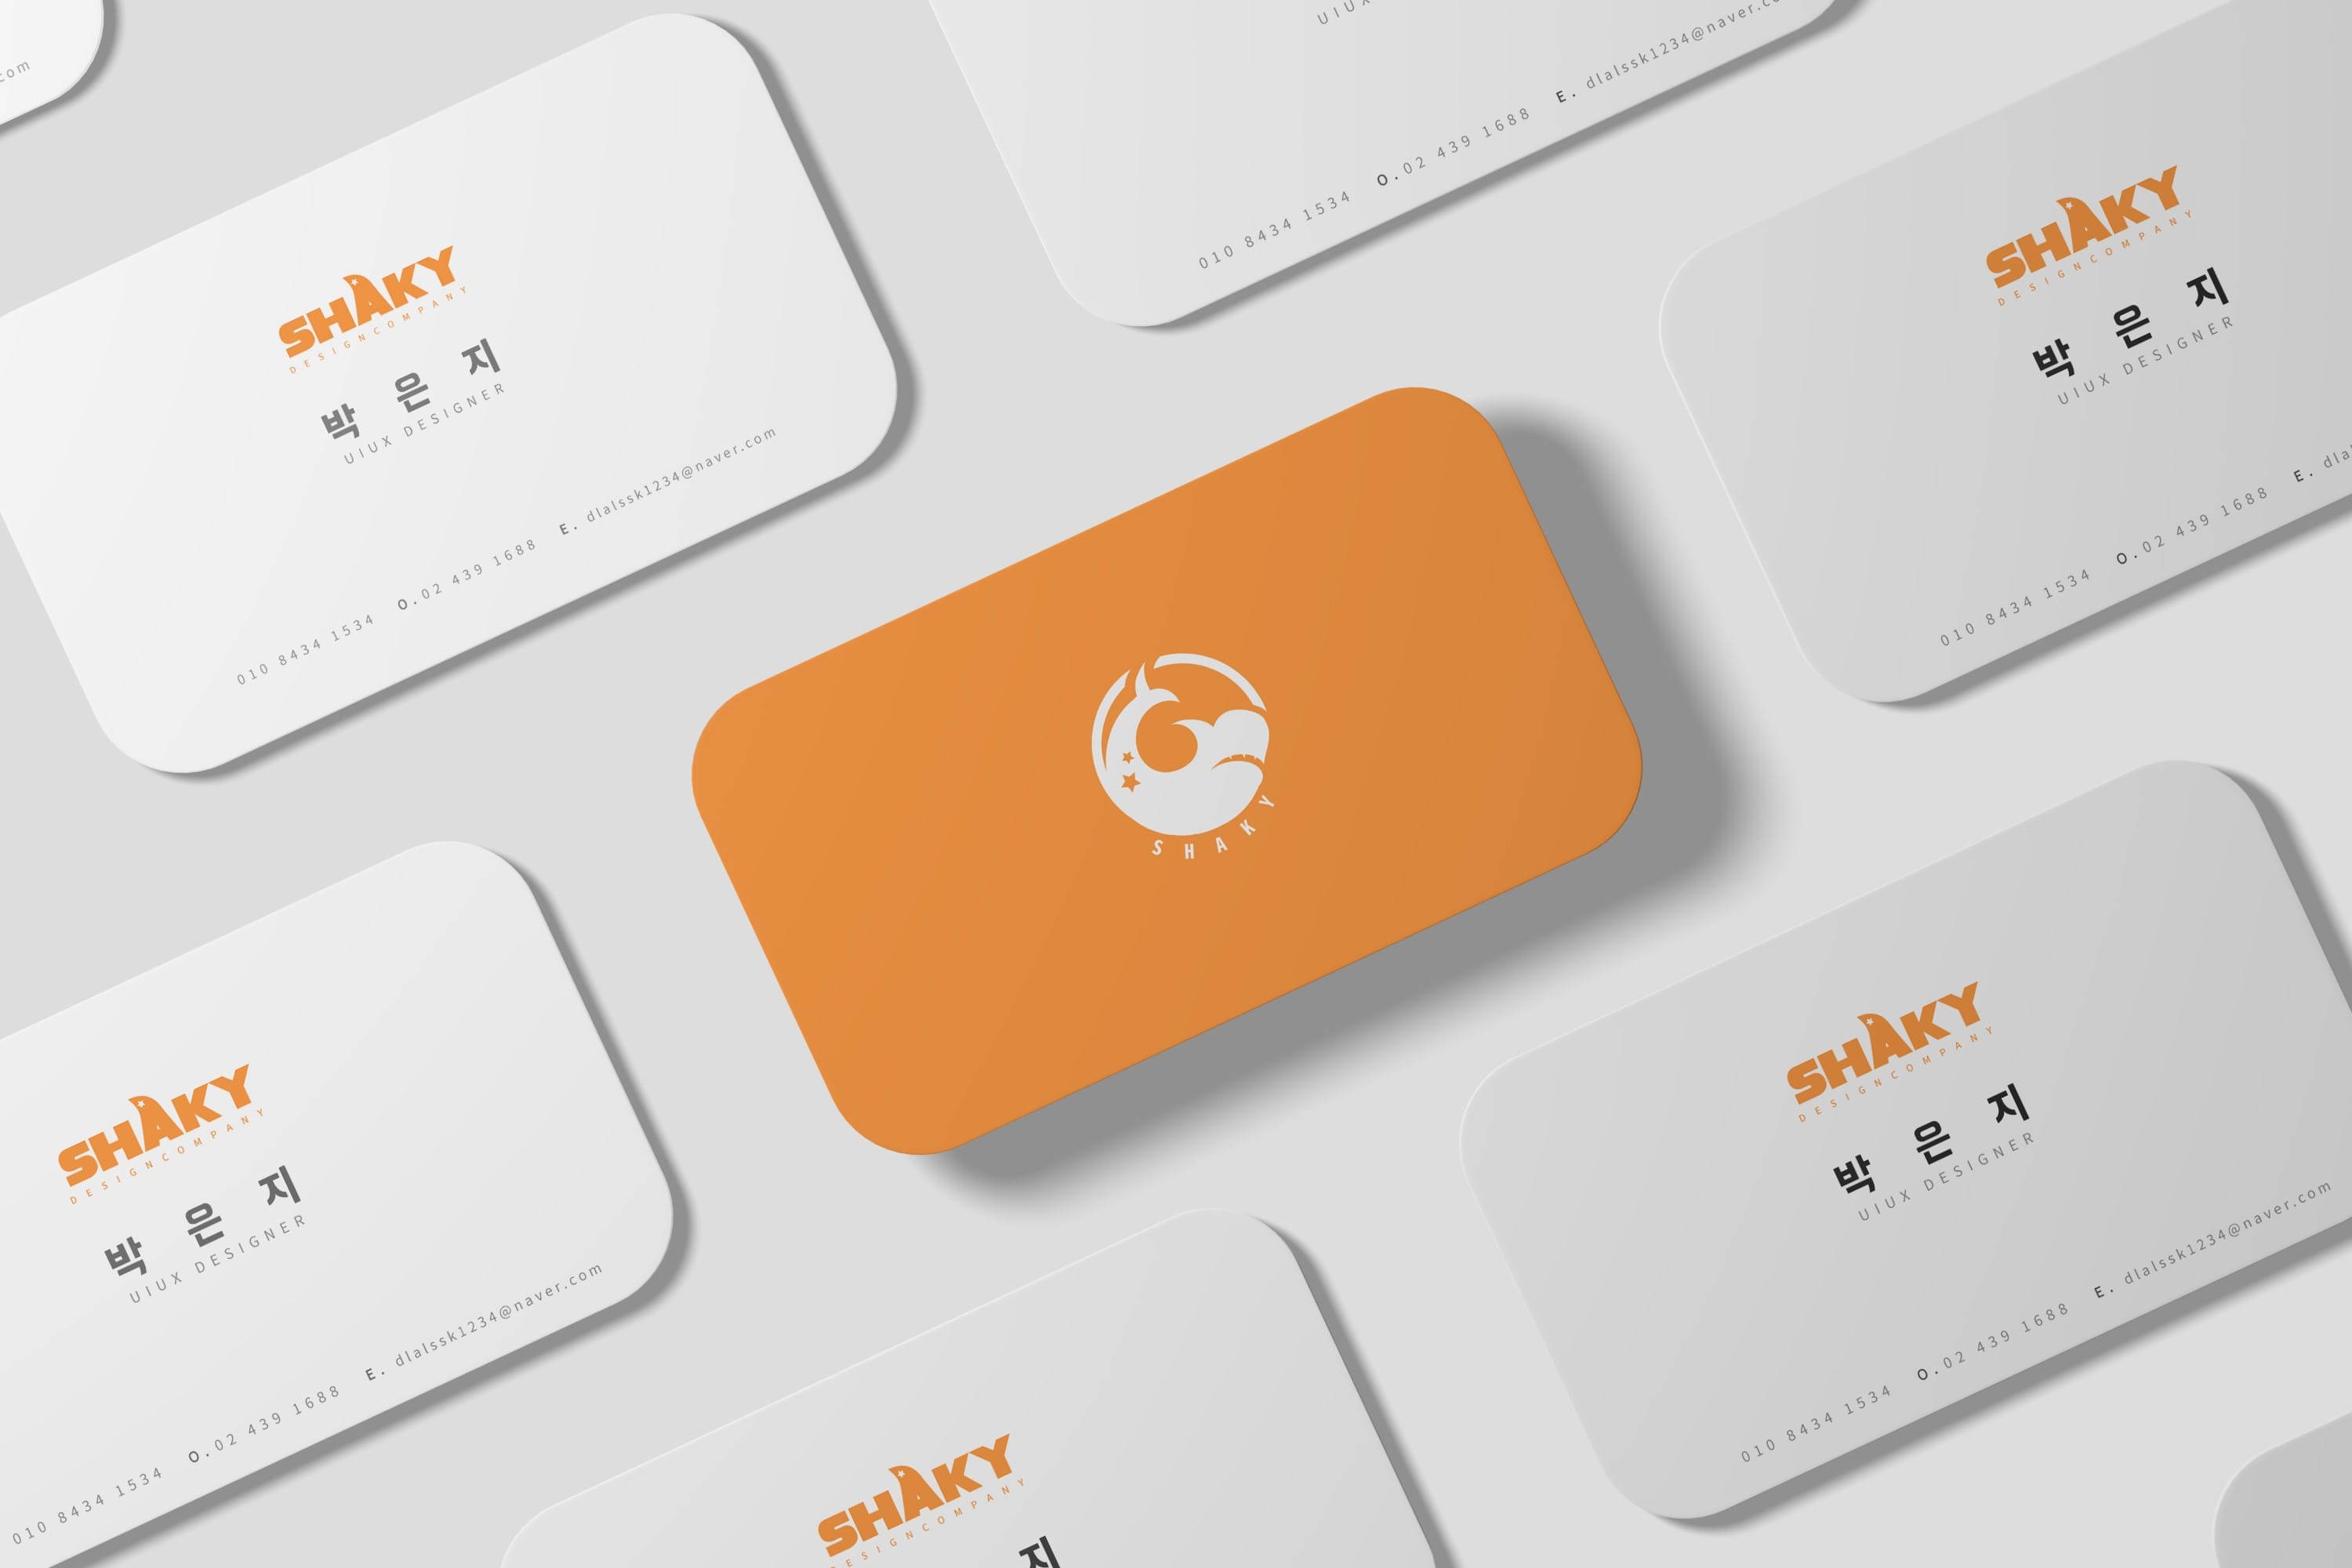 com
SHAKY
DESIGNCOMPANY
박 은 지
UIUX DESIGNER
010 8434 1534 O.02 439 1688 E. dlalssk1234@naver.com
UIUX
010 8434 1534 O.02 439 1688 E. dlalssk1234@naver.c
SHAKY
DESIGNCOMPANY
박 은 지
UIUX DESIGNER
010 8434 1534 O.02 439 1688 E. dla
SHAKY
SHAKY
DESIGNCOMPANY
박 은 지
UIUX DESIGNER
010 8434 1534 O.02 439 1688 E. dlalssk1234@naver.com
SHAKY
DESIGNCOMPANY
박 은 지
UIUX DESIGNER
010 8434 1534 O.02 439 1688 E. dlalssk1234@naver.com
SHAKY
DESIGNCOMPANY
지